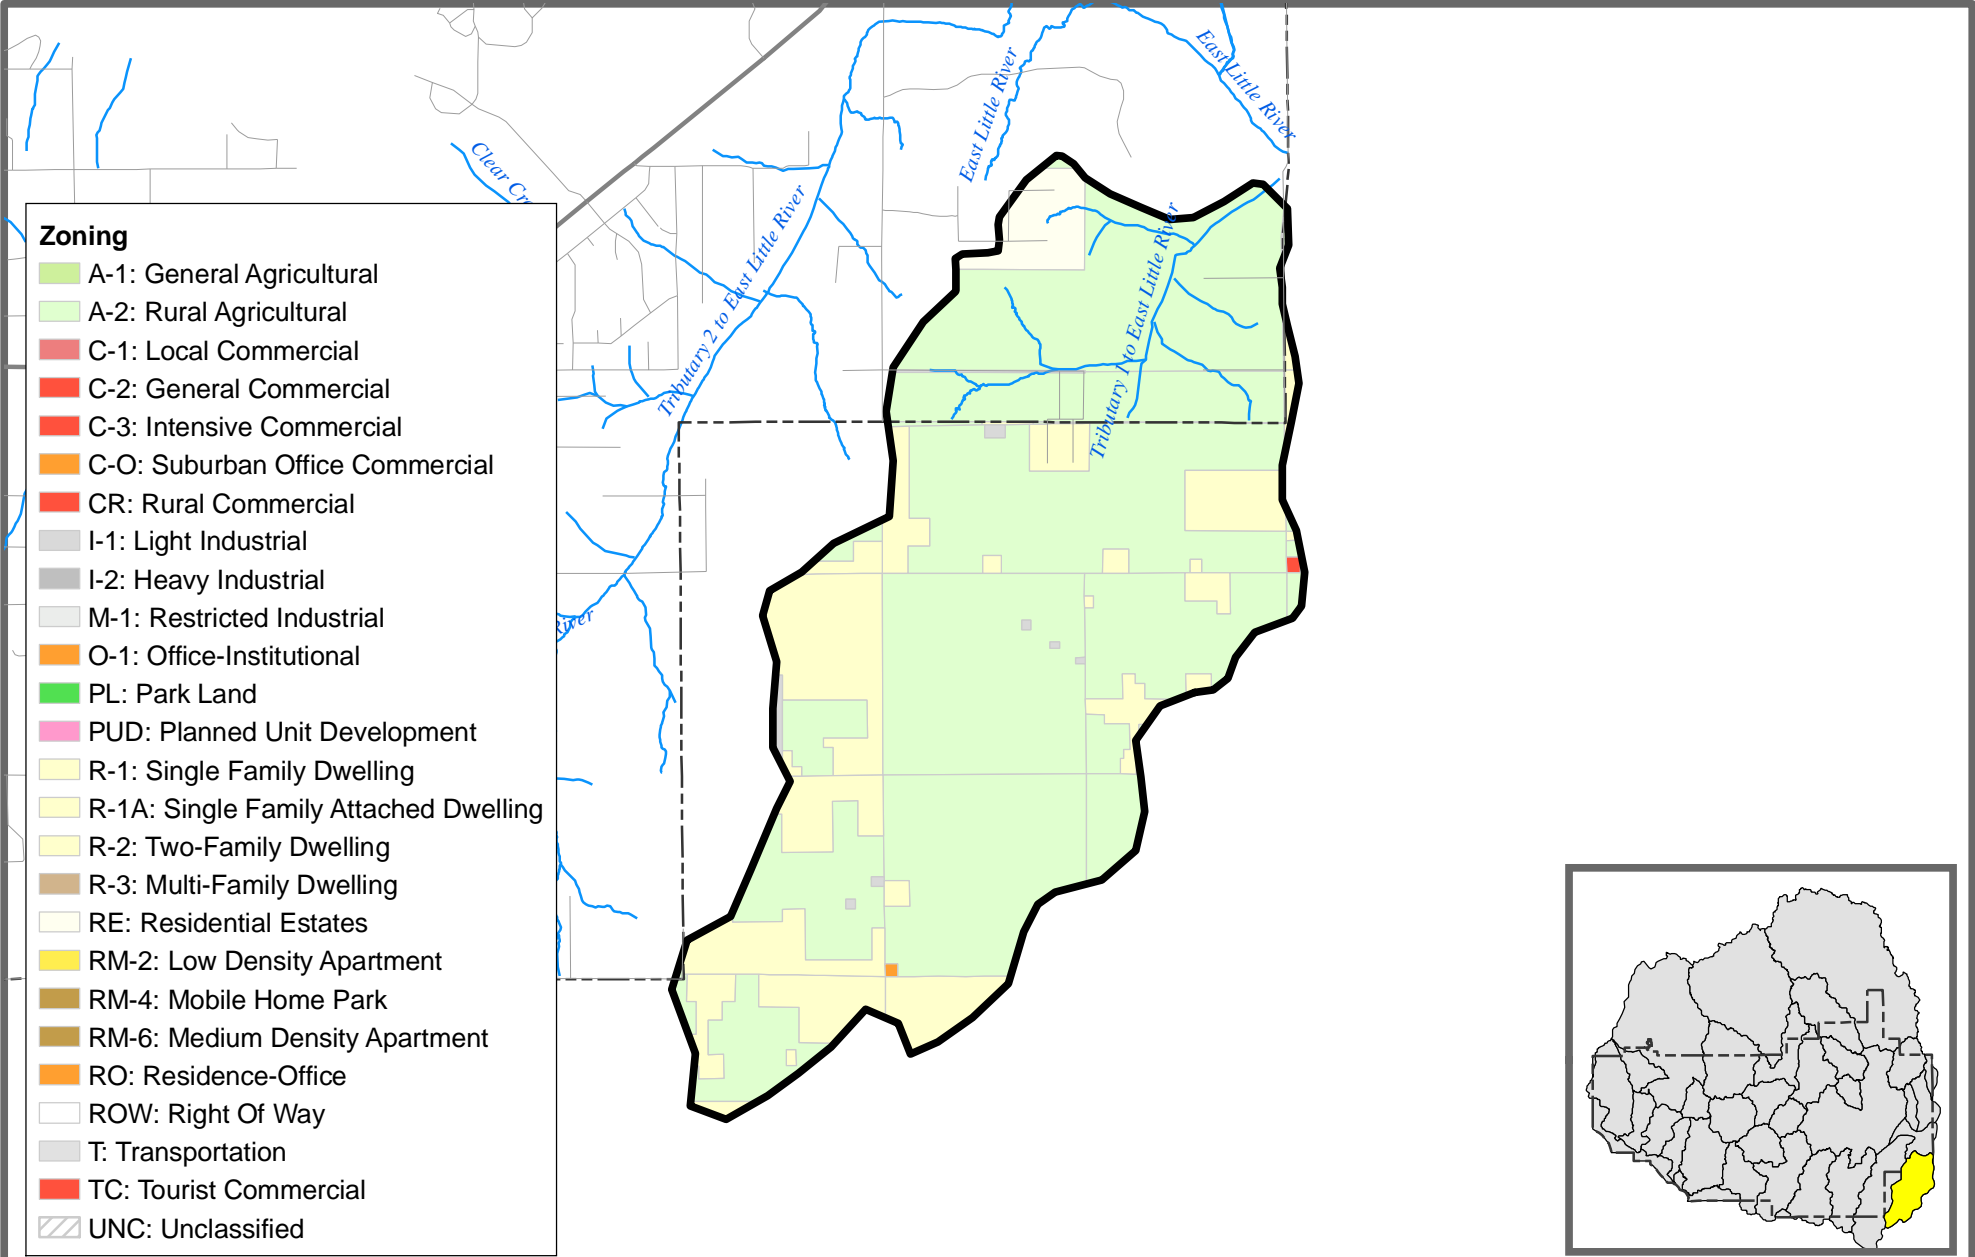 East Little River
East Little River
Clear Cre
Tributary 2 to East Little River
Tributary 1 to East Little River
River
Zoning
A-1: General Agricultural
A-2: Rural Agricultural
C-1: Local Commercial
C-2: General Commercial
C-3: Intensive Commercial
C-O: Suburban Office Commercial
CR: Rural Commercial
I-1: Light Industrial
I-2: Heavy Industrial
M-1: Restricted Industrial
O-1: Office-Institutional
PL: Park Land
PUD: Planned Unit Development
R-1: Single Family Dwelling
R-1A: Single Family Attached Dwelling
R-2: Two-Family Dwelling
R-3: Multi-Family Dwelling
RE: Residential Estates
RM-2: Low Density Apartment
RM-4: Mobile Home Park
RM-6: Medium Density Apartment
RO: Residence-Office
ROW: Right Of Way
T: Transportation
TC: Tourist Commercial
UNC: Unclassified